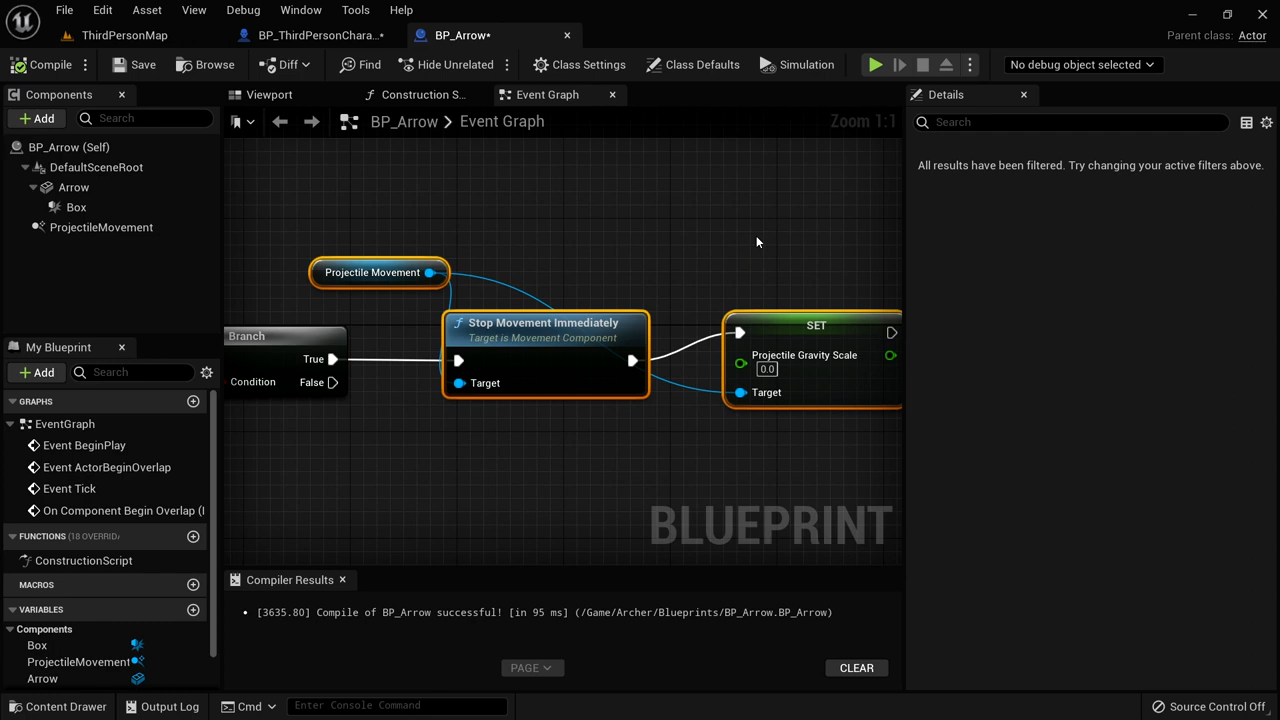 File Edit Asset View Debug Window Tools Help
ThirdPersonMap BP_ThirdPersonChara...* BP_Arrow*
Parent class: Actor
Compile Save Browse Diff Find Hide Unrelated Class Settings Class Defaults Simulation No debug object selected
Components
Add Search
BP_Arrow (Self)
DefaultSceneRoot
Arrow
Box
ProjectileMovement
My Blueprint
Add Search
GRAPHS
EventGraph
Event BeginPlay
Event ActorBeginOverlap
Event Tick
On Component Begin Overlap (
FUNCTIONS (18 OVERRID
ConstructionScript
MACROS
VARIABLES
Components
Box
ProjectileMovement
Arrow
Viewport Construction S... Event Graph
BP_Arrow > Event Graph
Zoom 1:1
Projectile Movement
Branch
True
Condition False
Stop Movement Immediately
Target is Movement Component
Target
SET
Projectile Gravity Scale
0.0
Target
BLUEPRINT
Compiler Results
• [3635.80] Compile of BP_Arrow successful! [in 95 ms] (/Game/Archer/Blueprints/BP_Arrow.BP_Arrow)
PAGE CLEAR
Details
Search
All results have been filtered. Try changing your active filters above.
Content Drawer Output Log Cmd Enter Console Command Source Control Off